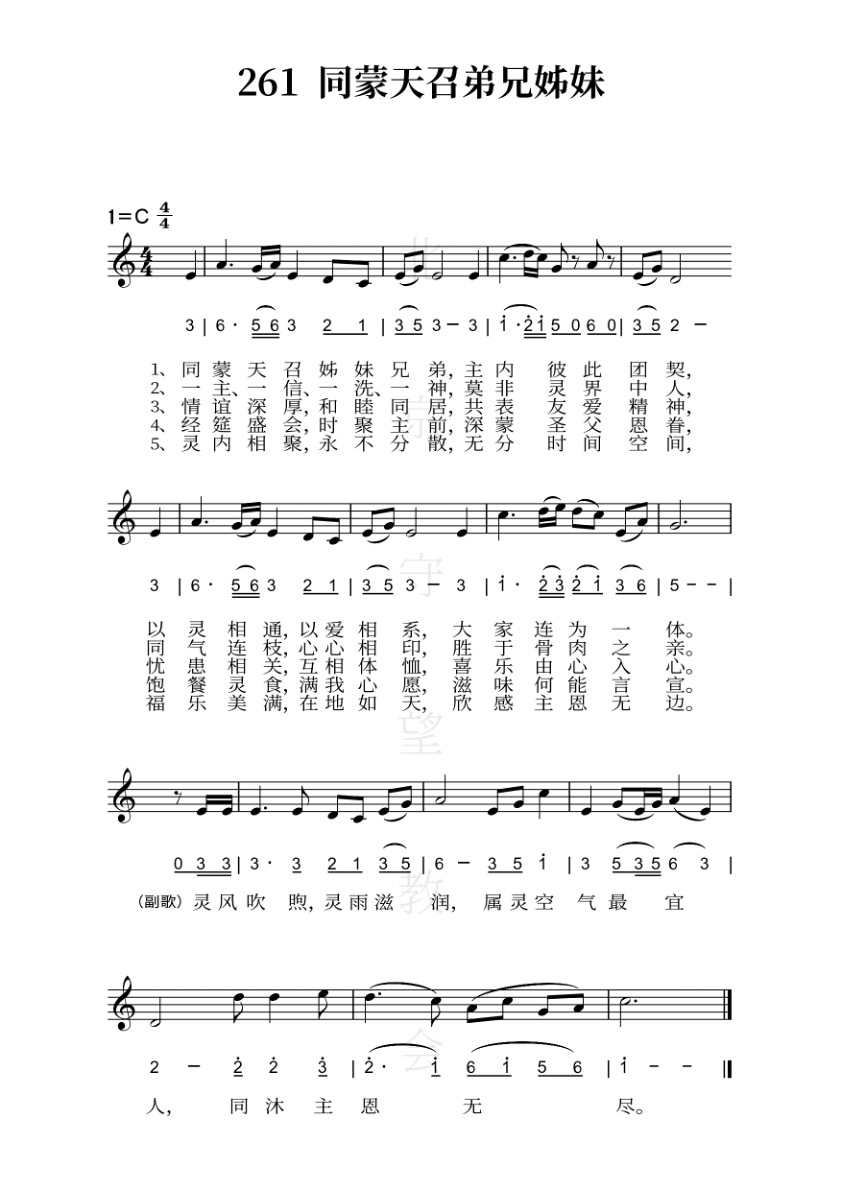 261 同蒙天召弟兄姊妹
1=C 4/4
3 | 6· 5 6 3 2 1 | 3 5 3 – 3 | 1̇· 2̇ 1̇ 5 0 6 0 | 3 5 2 –
1、同蒙天召姊妹兄弟,主内彼此团契,
2、一主、一信、一洗、一神,莫非灵界中人,
3、情谊深厚,和睦同居,共表友爱精神,
4、经筵盛会,时聚主前,深蒙圣父恩眷,
5、灵内相聚,永不分散,无分时间空间,
3 | 6· 5 6 3 2 1 | 3 5 3 – 3 | 1̇· 2̇ 3̇ 2̇ 1̇ 3 6 | 5 – – |
以灵相通,以爱相系,大家连为一体。
同气连枝,心心相印,胜于骨肉之亲。
忧患相关,互相体恤,喜乐由心入心。
饱餐灵食,满我心愿,滋味何能言宣。
福乐美满,在地如天,欣感主恩无边。
0 3 3 | 3· 3 2 1 3 5 | 6 – 3 5 1̇ | 3 5 3 5 6 3 |
(副歌) 灵风吹煦,灵雨滋润,属灵空气最宜
2 – 2̇ 2̇ 3̇ | 2̇· 1̇ 6 1̇ 5 6 | 1̇ – – ‖
人,同沐主恩无尽。
北京守望教会